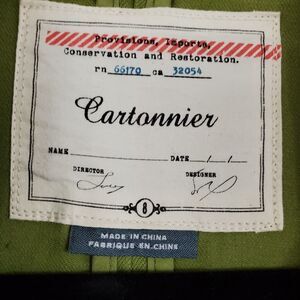 Provisions, Imports,
Conservation and Restoration.
rn 66170 ca 32054
Cartonnier
NAME DATE / /
DIRECTOR DESIGNER
8
MADE IN CHINA
FABRIQUÉ EN CHINE